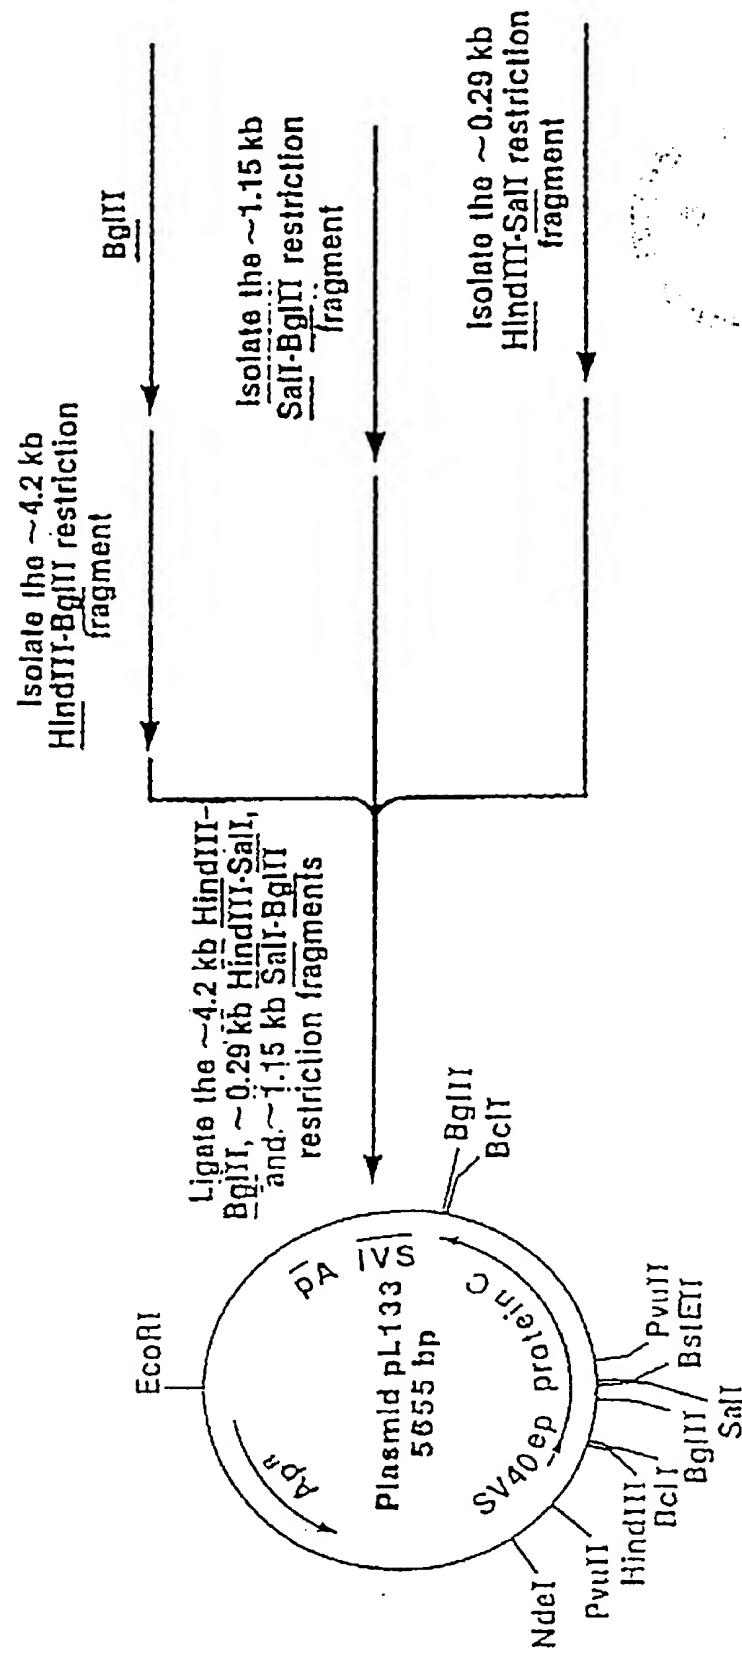 BglII
Isolate the ~4.2 kb
HindIII-BglII restriction
fragment
Isolate the ~1.15 kb
SalI-BglII restriction
fragment
Isolate the ~0.29 kb
HindIII-SalI restriction
fragment
Ligate the ~4.2 kb HindIII-
BglII, ~0.29 kb HindIII-SalI,
and ~1.15 kb SalI-BglII
restriction fragments
EcoRI
BglII
BclI
PvuII
BstEII
SalI
BglII
BclI
HindIII
PvuII
NdeI
pA
IVS
protein C
SV40 ep
ApR
Plasmid pL133
5655 bp